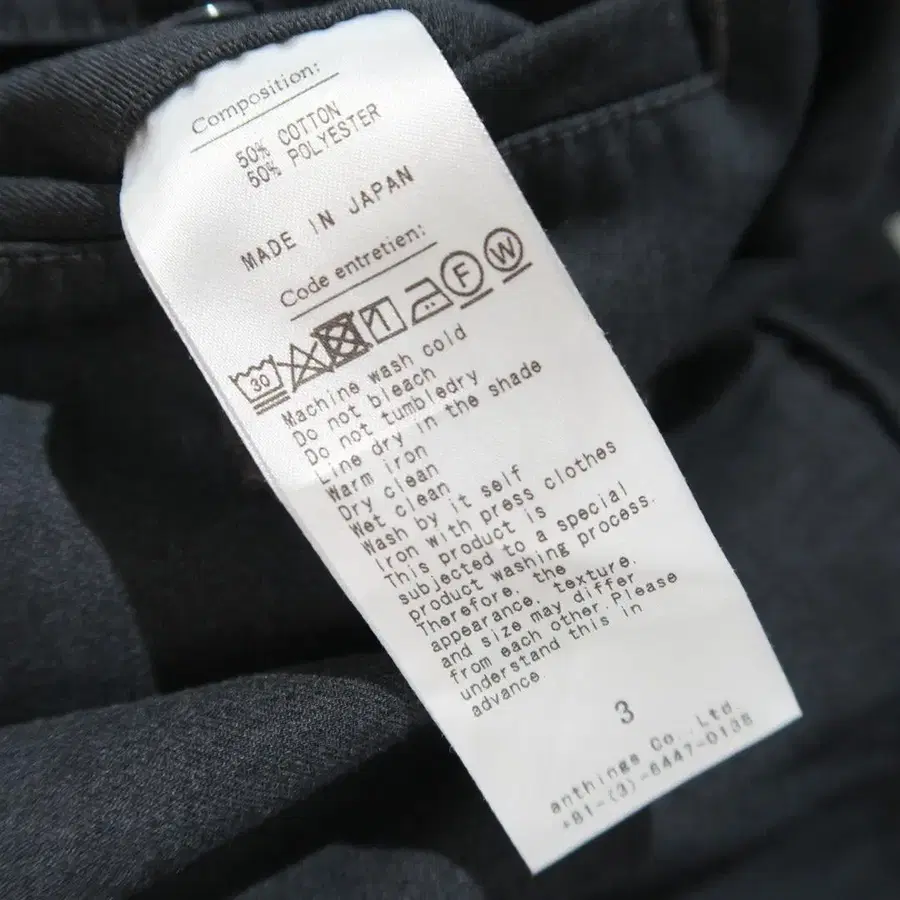 Composition:
50% COTTON
50% POLYESTER
MADE IN JAPAN
Code entretien:
30 F W
Machine wash cold
Do not bleach
Do not tumbledry
Line dry in the shade
Warm iron
Dry clean
Wet clean
Wash by it self
Iron with press clothes
This product is
subjected to a special
product washing process.
Therefore, the
appearance, texture,
and size may differ
from each other.Please
understand this in
advance.
3
anthings Co., Ltd.
+81-(3)-6447-0138